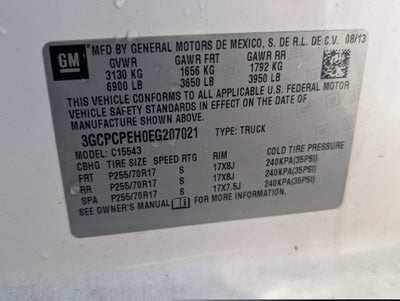 GM
*MFD BY GENERAL MOTORS DE MEXICO, S. DE R.L. DE C.V. 08/13
GVWR GAWR FRT GAWR RR
3130 KG 1656 KG 1792 KG
6900 LB 3650 LB 3950 LB
THIS VEHICLE CONFORMS TO ALL APPLICABLE U.S. FEDERAL MOTOR
VEHICLE SAFETY STANDARDS IN EFFECT ON THE DATE OF
MANUFACTURE SHOWN ABOVE.
3GCPCPEH0EG207021 TYPE: TRUCK
MODEL: C15543
CBHG TIRE SIZE SPEED RTG RIM COLD TIRE PRESSURE
FRT P255/70R17 S 17X8J 240KPA(35PSI)
RR P255/70R17 S 17X8J 240KPA(35PSI)
SPA P255/70R17 S 17X7.5J 240KPA(35PSI)
SEE OWNER'S MANUAL FOR MORE INFORMATION.